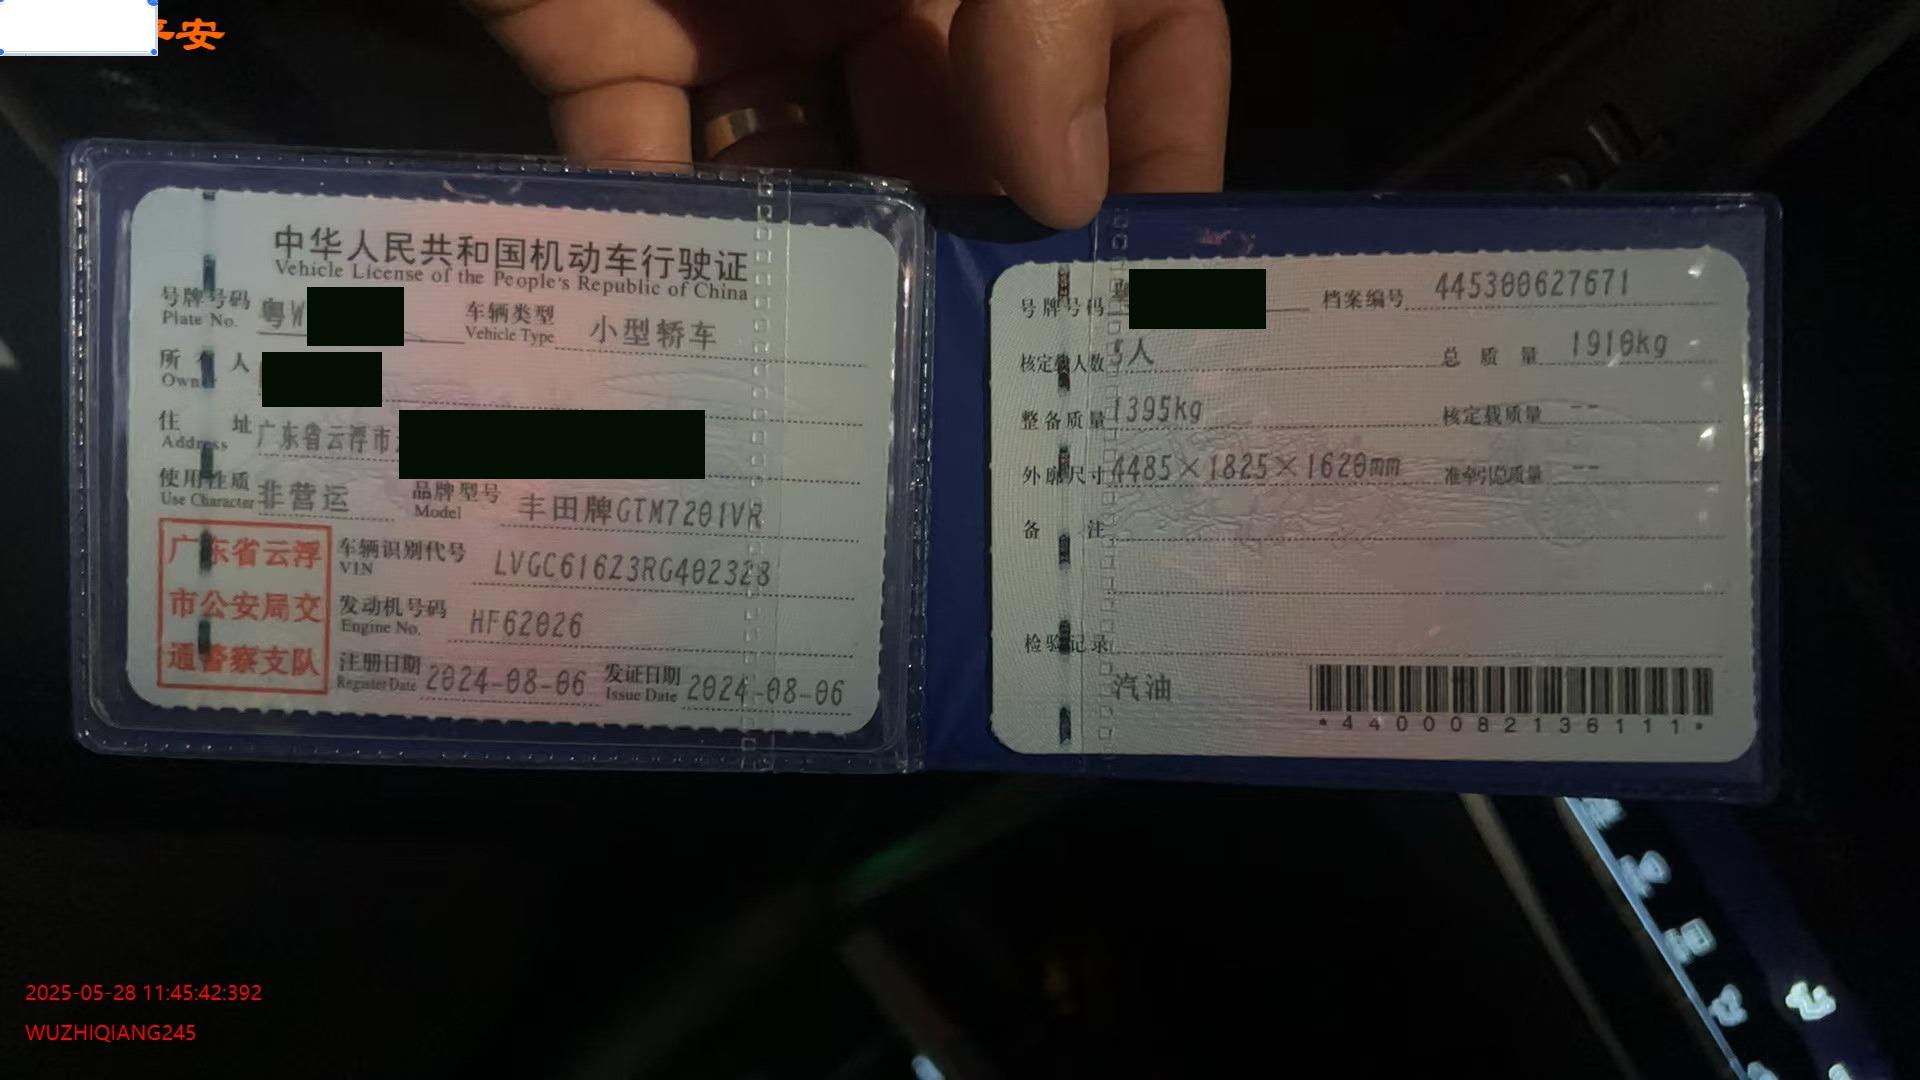 平安
中华人民共和国机动车行驶证
Vehicle License of the People's Republic of China
号牌号码 粤W 车辆类型 小型轿车
Plate No. Vehicle Type
所有人
Owner
住址 广东省云浮市
Address
使用性质 非营运 品牌型号 丰田牌GTM7201VR
Use Character Model
广东省云浮
市公安局交
通警察支队
车辆识别代号 LVGC616Z3RG402328
VIN
发动机号码 HF62026
Engine No.
注册日期 2024-08-06 发证日期 2024-08-06
Register Date Issue Date
号牌号码 档案编号 445300627671
核定载人数 5人 总质量 1910kg
整备质量 1395kg 核定载质量 --
外廓尺寸 4485×1825×1620mm 准牵引总质量 --
备注
检验记录
汽油
*4400082136111*
2025-05-28 11:45:42:392
WUZHIQIANG245